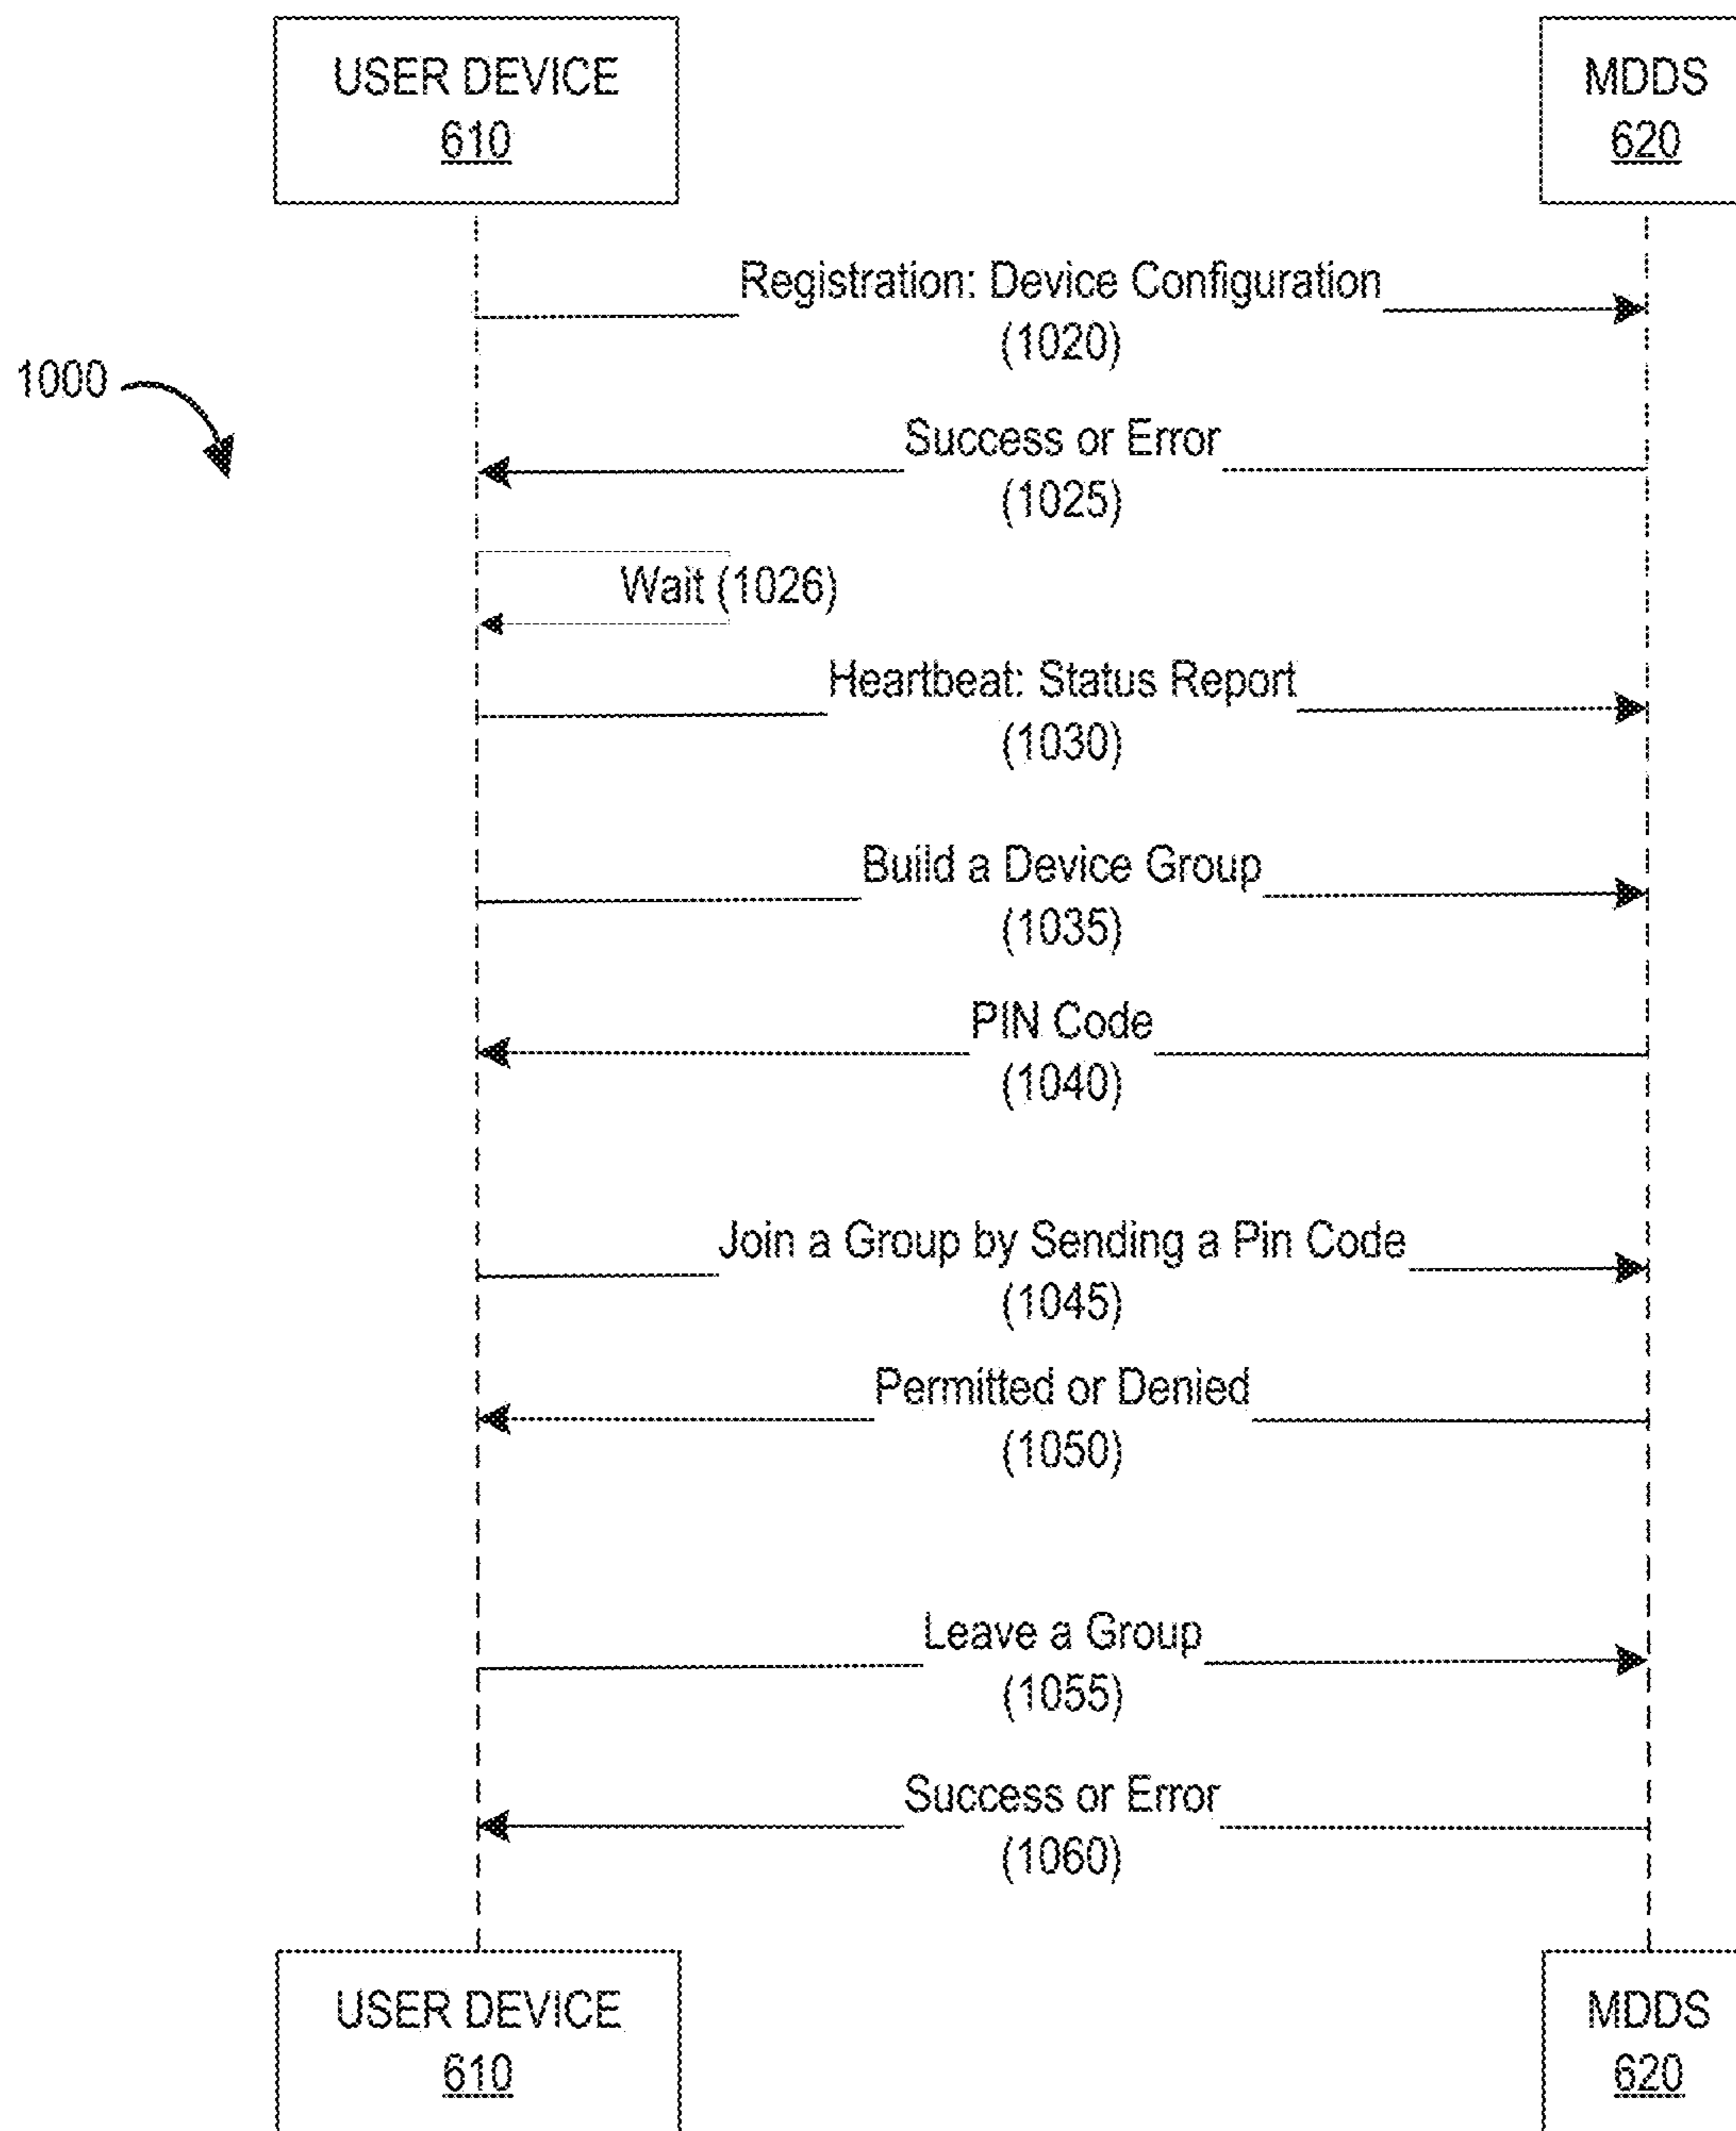 USER DEVICE
610
MDDS
620
Registration: Device Configuration
(1020)
1000
Success or Error
(1025)
Wait (1026)
Heartbeat: Status Report
(1030)
Build a Device Group
(1035)
PIN Code
(1040)
Join a Group by Sending a Pin Code
(1045)
Permitted or Denied
(1050)
Leave a Group
(1055)
Success or Error
(1060)
USER DEVICE
610
MDDS
620